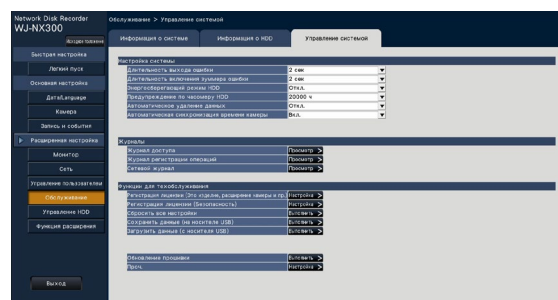 Network Disk Recorder
WJ-NX300
Обслуживание > Управление системой
Исходн положение
Информация о системе
Информация о HDD
Управление системой
Быстрая настройка
Легкий пуск
Основная настройка
Дата/Language
Камера
Запись и события
Расширенная настройка
Монитор
Сеть
Управление пользователем
Обслуживание
Управление HDD
Функция расширения
Выход
Настройка системы
Длительность выхода ошибки 2 сек
Длительность включения зуммера ошибки 2 сек
Энергосберегающий режим HDD Откл.
Предупреждение по часомеру HDD 20000 ч
Автоматическое удаление данных Откл.
Автоматическая синхронизация времени камеры Вкл.
Журналы
Журнал доступа Просмотр >
Журнал регистрации операций Просмотр >
Сетевой журнал Просмотр >
Функции для техобслуживания
Регистрация лицензии (Это изделие, расширение камеры и пр.) Настройка >
Регистрация лицензии (Безопасность) Настройка >
Сбросить все настройки Выполнить >
Сохранить данные (на носителе USB) Выполнить >
Загрузить данные (с носителя USB) Выполнить >
Обновление прошивки Выполнить >
Проч. Настройка >